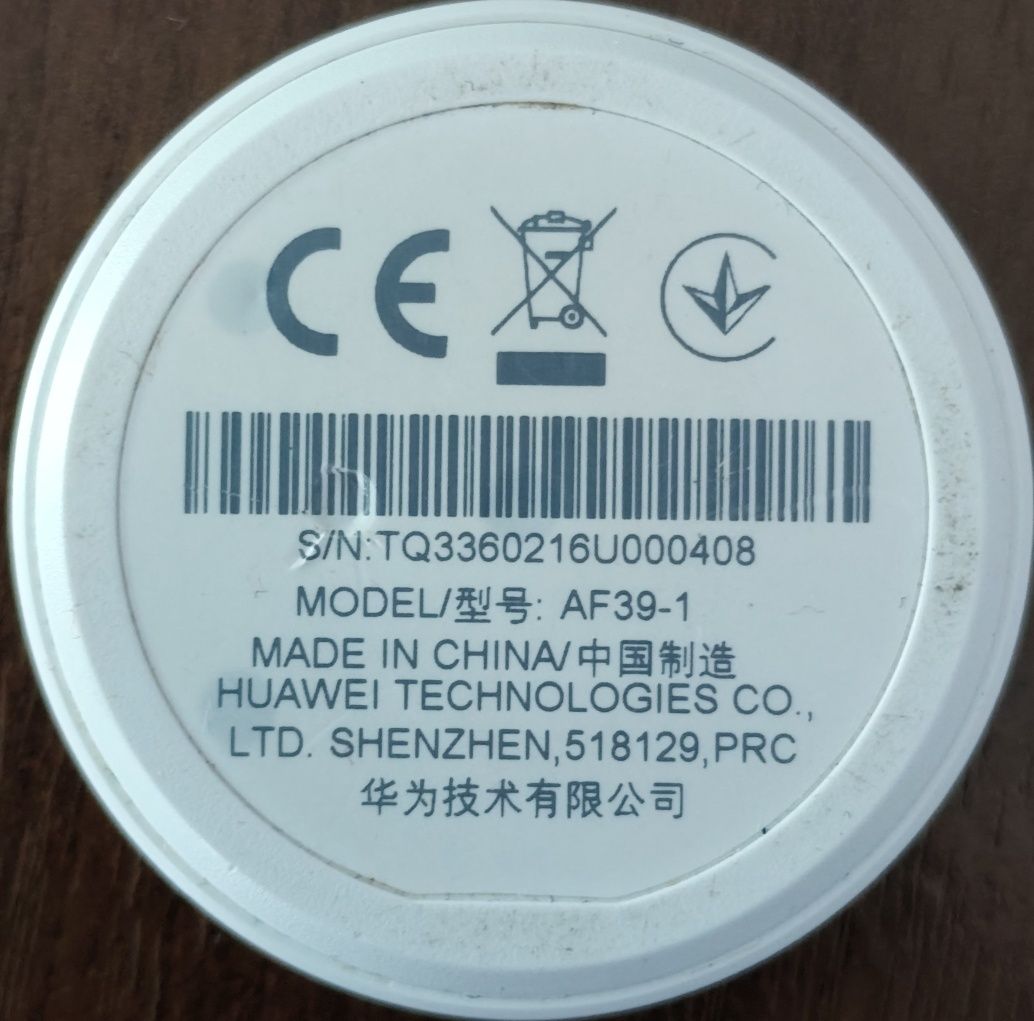 CE
S/N:TQ3360216U000408
MODEL/型号: AF39-1
MADE IN CHINA/中国制造
HUAWEI TECHNOLOGIES CO.,
LTD. SHENZHEN,518129,PRC
华为技术有限公司